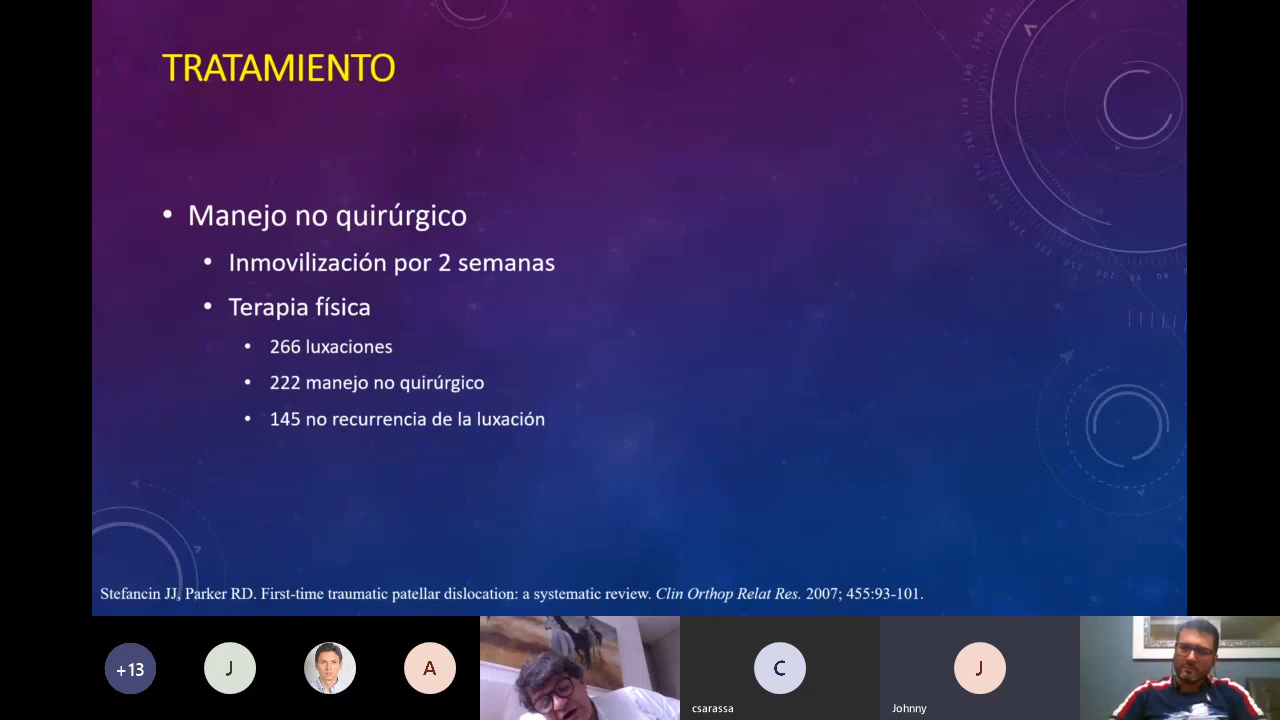 TRATAMIENTO
• Manejo no quirúrgico
• Inmovilización por 2 semanas
• Terapia física
• 266 luxaciones
• 222 manejo no quirúrgico
• 145 no recurrencia de la luxación
Stefancin JJ, Parker RD. First-time traumatic patellar dislocation: a systematic review. Clin Orthop Relat Res. 2007; 455:93-101.
+13
J
A
C
J
csarassa
Johnny